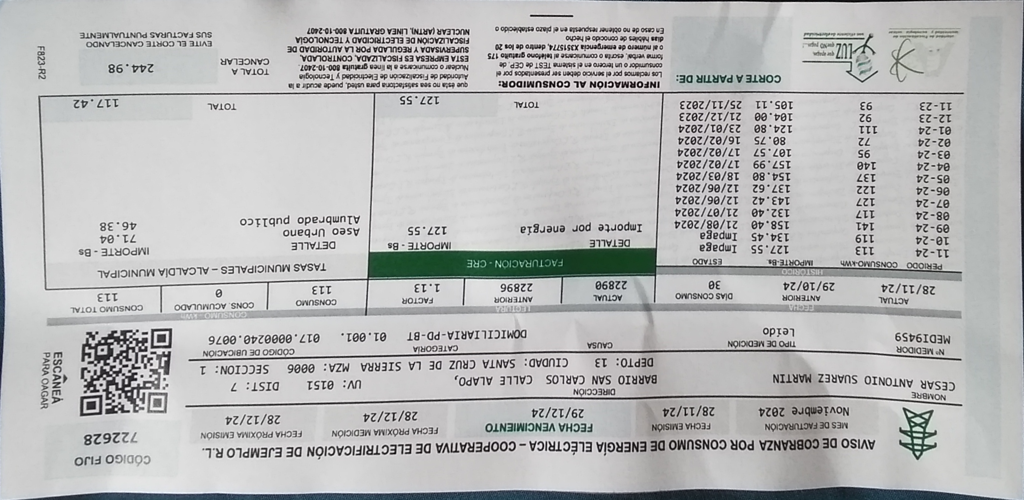 AVISO DE COBRANZA POR CONSUMO DE ENERGÍA ELÉCTRICA – COOPERATIVA DE ELECTRIFICACIÓN DE EJEMPLO R.L.
CÓDIGO FIJO
722628
MES DE FACTURACIÓN
Noviembre 2024
FECHA EMISIÓN
28/11/24
FECHA VENCIMIENTO
29/12/24
FECHA PRÓXIMA MEDICIÓN
28/12/24
FECHA PRÓXIMA EMISIÓN
28/12/24
NOMBRE
CESAR ANTONIO SUAREZ MARTIN
DIRECCIÓN
BARRIO SAN CARLOS CALLE ALADO, UV: 0151 DIST: 7
DEPTO: 13 CIUDAD: SANTA CRUZ DE LA SIERRA MZA: 0006 SECCION: 1
ESCANEÁ
PARA OAGAR
Nº MEDIDOR
MEDI9459
TIPO DE MEDICIÓN
Leído
CAUSA
CATEGORÍA
DOMICILIARIA-PD-BT
CÓDIGO DE UBICACIÓN
01.001. 017.0000240.0076
LECTURA
CONSUMO - kWh
ACTUAL
28/11/24
ANTERIOR
29/10/24
DIAS CONSUMO
30
ACTUAL
22890
ANTERIOR
22896
FACTOR
1.13
CONSUMO
113
CONS. ACUMULADO
0
CONSUMO TOTAL
113
HISTÓRICO
PERIODO CONSUMO-kWh IMPORTE-Bs ESTADO
11-24 113 127.55 Impaga
10-24 119 134.45 Impaga
09-24 141 158.40 21/08/2024
08-24 117 132.40 21/07/2024
07-24 127 143.42 12/06/2024
06-24 122 137.62 12/06/2024
05-24 137 154.80 18/03/2024
04-24 140 157.99 17/02/2024
03-24 95 107.57 17/02/2024
02-24 72 80.75 16/02/2024
01-24 111 124.80 23/01/2024
12-23 92 104.00 21/12/2023
11-23 93 105.11 25/11/2023
FACTURACIÓN - CRE
DETALLE IMPORTE - Bs
Importe por energía 127.55
TOTAL 127.55
TASAS MUNICIPALES – ALCALDÍA MUNICIPAL
DETALLE IMPORTE - Bs
Aseo Urbano 71.04
Alumbrado publico 46.38
TOTAL 117.42
LUZ
CORTE A PARTIR DE:
INFORMACIÓN AL CONSUMIDOR:
Los reclamos por el servicio deben ser presentados por el
consumidor o un tercero en el sistema TEST de CEP, de
forma verbal, escrito comunicarse al teléfono gratuito 175
o al número de emergencia X3515774, dentro de los 20
días hábiles de conocido el hecho
En caso de no obtener respuesta en el plazo establecido o
que ésta no sea satisfactoria para usted, puede acudir a la
Autoridad de Fiscalización de Electricidad y Tecnología
Nuclear o comunicarse a la línea gratuita 800-10-2407
ESTA EMPRESA ES FISCALIZADA, CONTROLADA,
SUPERVISADA Y REGULADA POR LA AUTORIDAD DE
FISCALIZACIÓN DE ELECTRICIDAD Y TECNOLOGÍA
NUCLEAR (AFTN), LÍNEA GRATUITA 800-10-2407
TOTAL A
CANCELAR
244.98
EVITE EL CORTE CANCELANDO
SUS FACTURAS PUNTUALMENTE
F823-R2